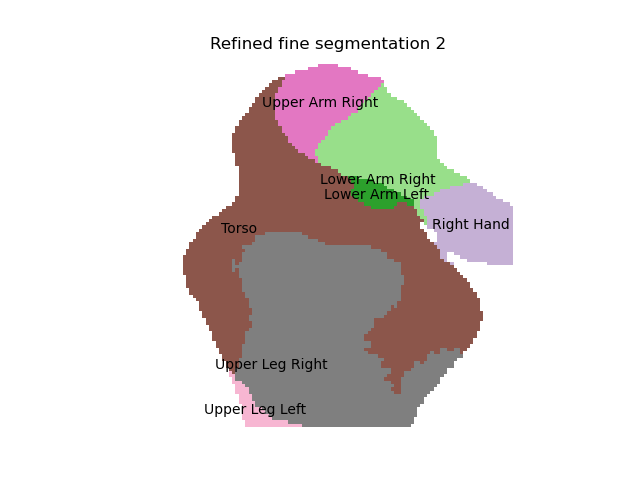 Refined fine segmentation 2
Upper Arm Right
Lower Arm Right
Lower Arm Left
Right Hand
Torso
Upper Leg Right
Upper Leg Left